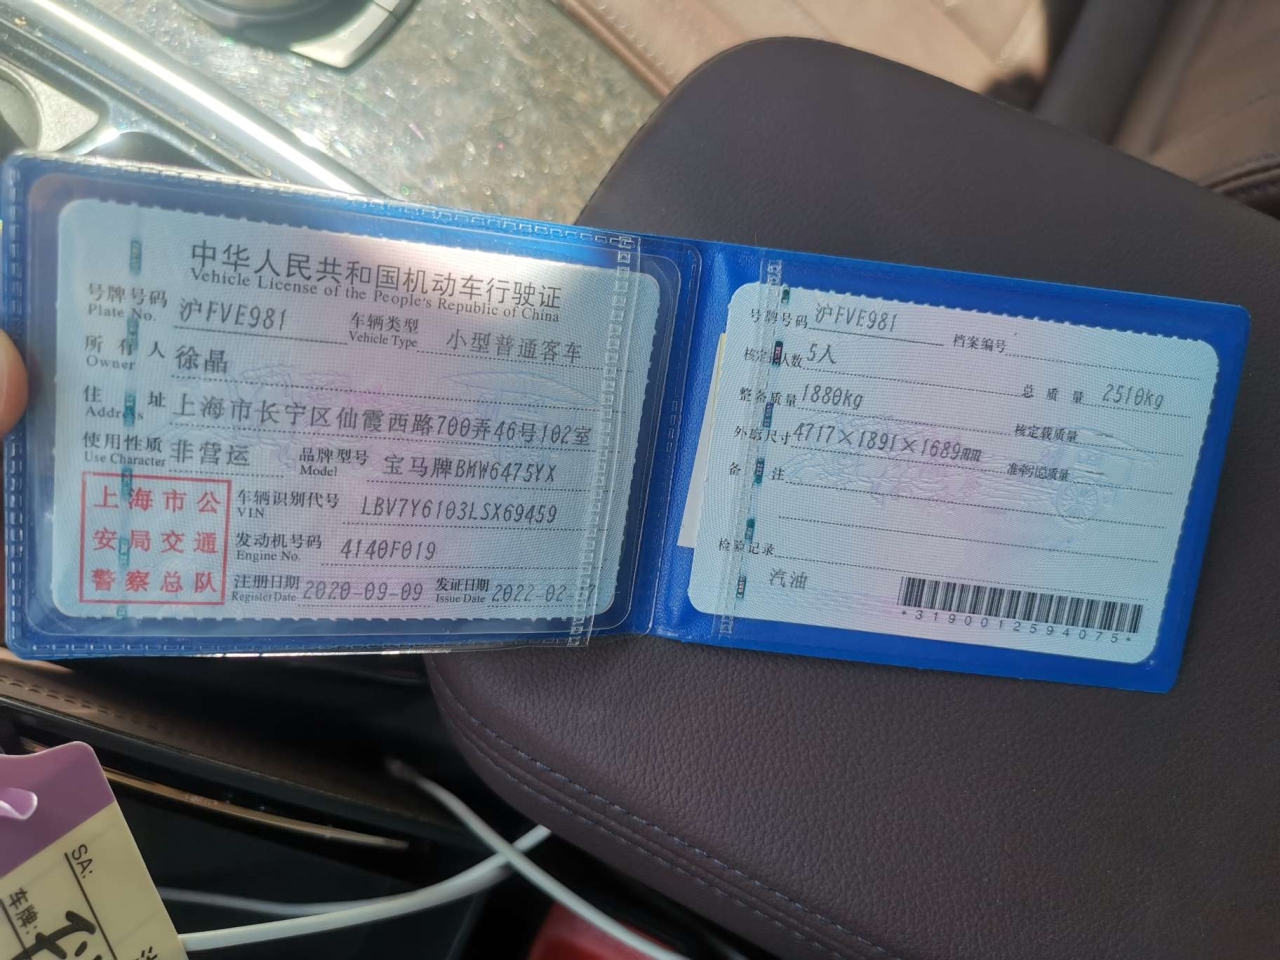 中华人民共和国机动车行驶证
Vehicle License of the People's Republic of China
号牌号码 沪FVE981 车辆类型 小型普通客车
Plate No. Vehicle Type
所有人 徐晶
Owner
住址 上海市长宁区仙霞西路700弄46号102室
Address
使用性质 非营运 品牌型号 宝马牌BMW6475YX
Use Character Model
上海市公
安局交通
警察总队
车辆识别代号 LBV7Y6103LSX69459
VIN
发动机号码 4140F019
Engine No.
注册日期 2020-09-09 发证日期 2022-02-
Register Date Issue Date
号牌号码 沪FVE981 档案编号
核定载人数 5人 总质量 2510kg
整备质量 1880kg 核定载质量
外廓尺寸 4717×1891×1689mm 准牵引总质量
备注
检验记录
汽油
*3190012594075*
SA:
车牌: